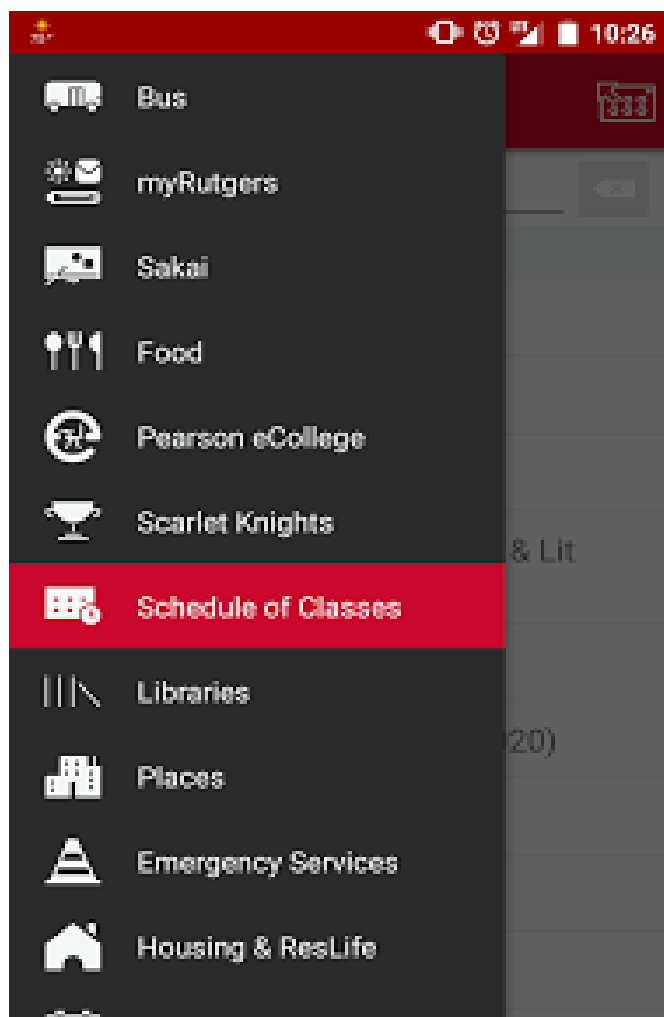 10:26
Bus
myRutgers
Sakai
Food
Pearson eCollege
Scarlet Knights
& Lit
Schedule of Classes
Libraries
20)
Places
Emergency Services
Housing & ResLife